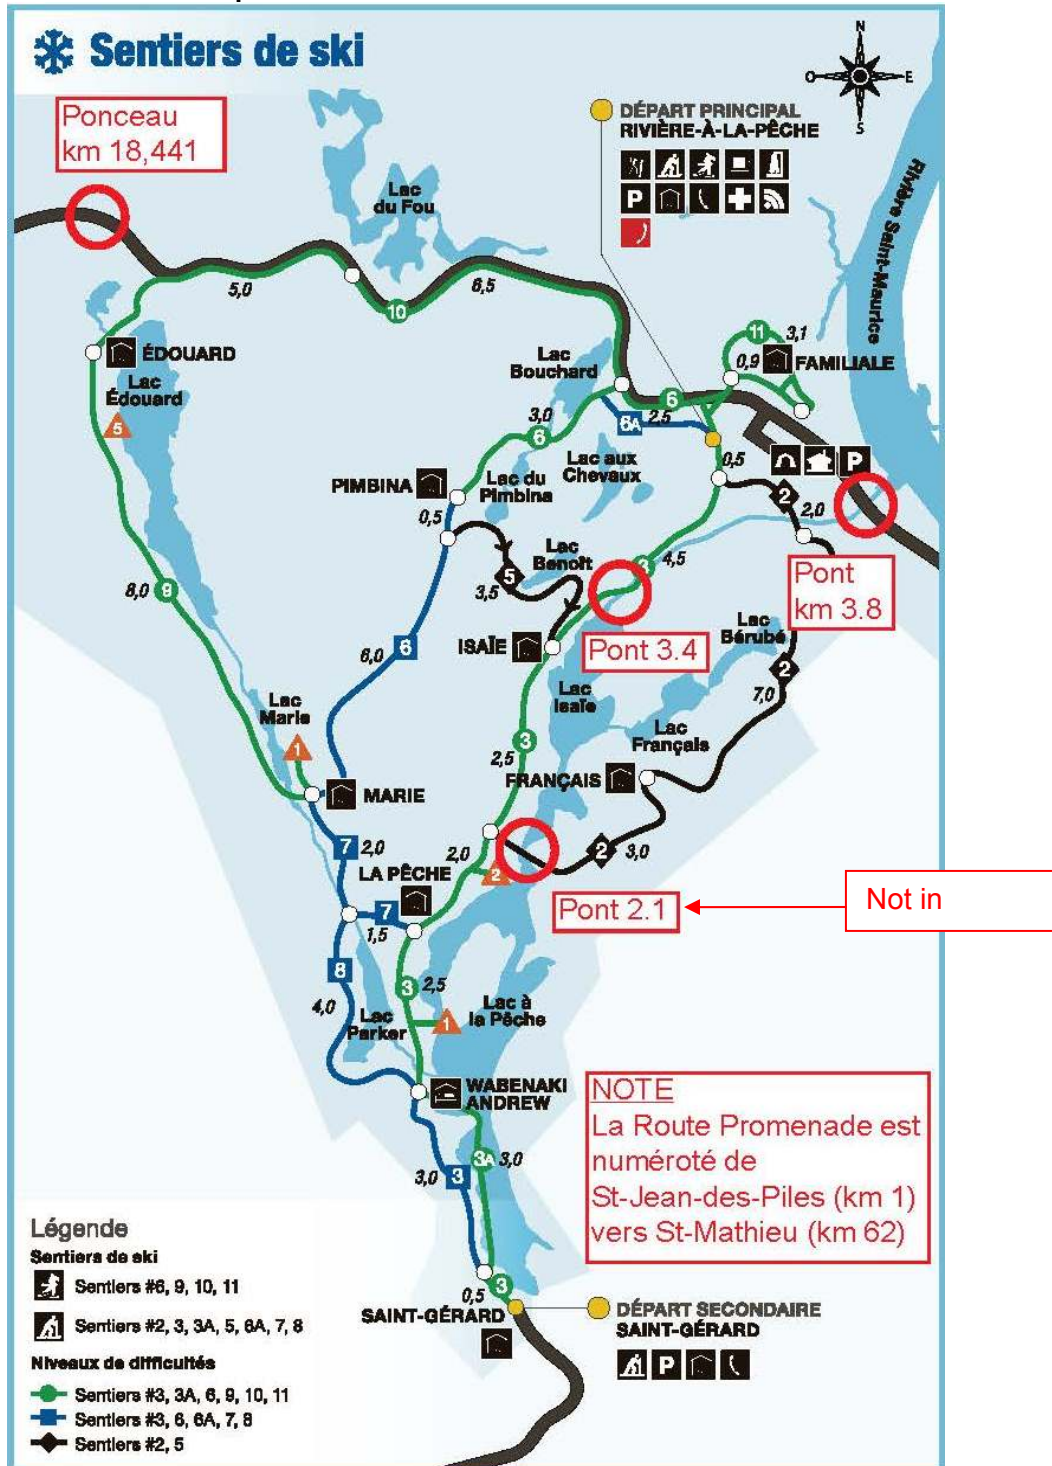 Sentiers de ski
N
O
E
S
Ponceau
km 18,441
DÉPART PRINCIPAL
RIVIÈRE-À-LA-PÊCHE
P
Rivière Saint-Maurice
Lac
du Fou
5,0
6,5
10
11
3,1
0,9
FAMILIALE
ÉDOUARD
Lac
Édouard
5
Lac
Bouchard
6
2,5
6A
3,0
6
Lac aux
Chevaux
0,5
P
PIMBINA
Lac du
Pimbina
0,5
2
2,0
Lac
Benoît
5
3,5
4,5
Pont
km 3.8
8,0
9
6
6,0
ISAÏE
Pont 3.4
Lac
Bérubé
2
7,0
Lac
Isaïe
Lac
Marie
1
3
2,5
Lac
Français
FRANÇAIS
MARIE
7
2,0
2,0
2
3,0
LA PÊCHE
2
Pont 2.1
Not in
7
1,5
8
4,0
3
2,5
Lac
Parker
1
Lac à
la Pêche
WABENAKI
ANDREW
3A
3,0
3,0
3
NOTE
La Route Promenade est
numéroté de
St-Jean-des-Piles (km 1)
vers St-Mathieu (km 62)
0,5
3
SAINT-GÉRARD
DÉPART SECONDAIRE
SAINT-GÉRARD
P
Légende
Sentiers de ski
Sentiers #6, 9, 10, 11
Sentiers #2, 3, 3A, 5, 6A, 7, 8
Niveaux de difficultés
Sentiers #3, 3A, 6, 9, 10, 11
Sentiers #3, 6, 6A, 7, 8
Sentiers #2, 5